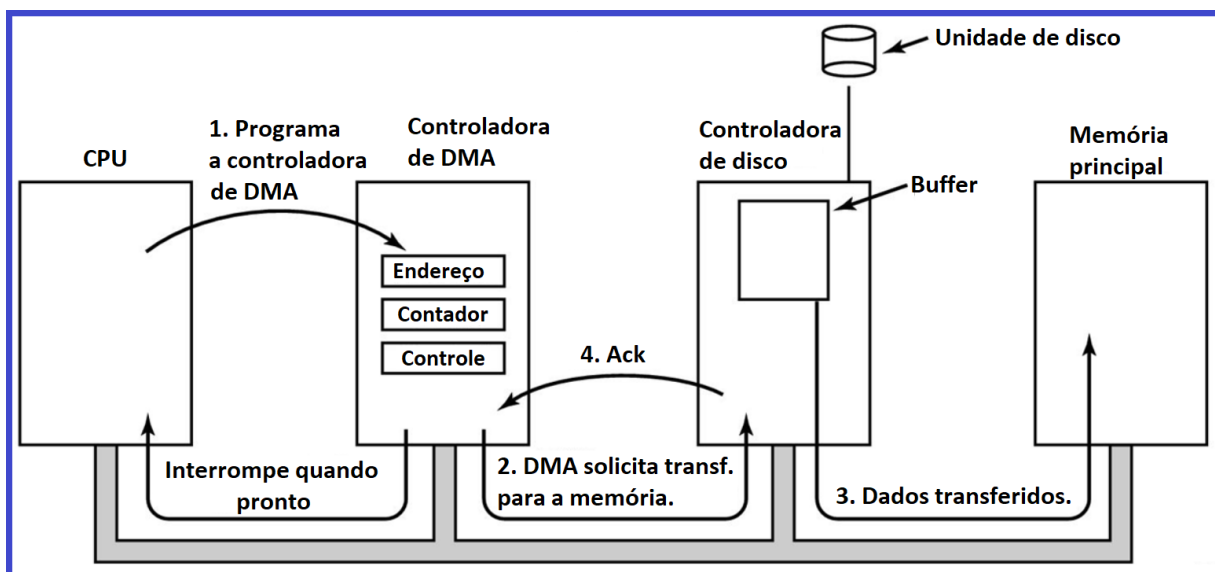 Unidade de disco
1. Programa
a controladora
de DMA
CPU
Controladora
de DMA
Controladora
de disco
Memória
principal
Buffer
Endereço
Contador
Controle
4. Ack
Interrompe quando
pronto
2. DMA solicita transf.
para a memória.
3. Dados transferidos.